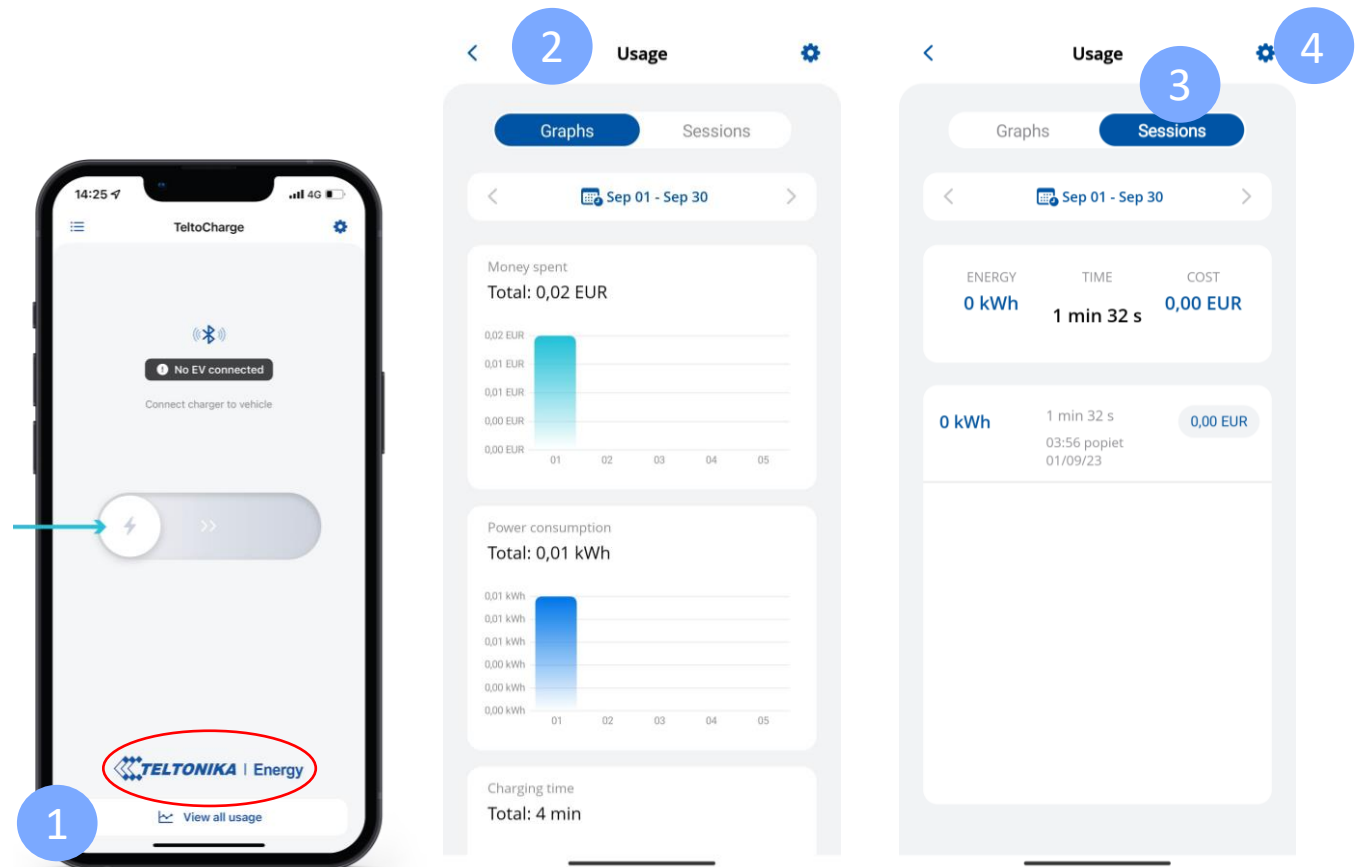 14:25
4G
TeltoCharge
No EV connected
Connect charger to vehicle
TELTONIKA | Energy
View all usage
1
2
Usage
Graphs
Sessions
Sep 01 - Sep 30
Money spent
Total: 0,02 EUR
0,02 EUR
0,01 EUR
0,01 EUR
0,00 EUR
0,00 EUR
01 02 03 04 05
Power consumption
Total: 0,01 kWh
0,01 kWh
0,01 kWh
0,01 kWh
0,00 kWh
0,00 kWh
0,00 kWh
01 02 03 04 05
Charging time
Total: 4 min
Usage
4
3
Graphs
Sessions
Sep 01 - Sep 30
ENERGY TIME COST
0 kWh 1 min 32 s 0,00 EUR
0 kWh 1 min 32 s 0,00 EUR
03:56 popiet
01/09/23